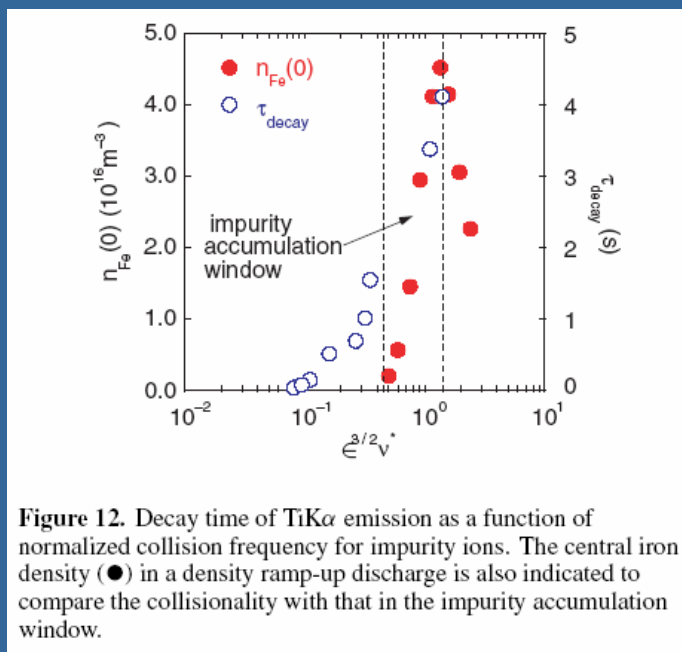 5.0
4.0
3.0
2.0
1.0
0.0
n_Fe(0) (10^16 m^−3)
n_Fe(0)
τ_decay
impurity
accumulation
window
5
4
3
2
1
0
τ_decay (s)
10^−2
10^−1
10^0
10^1
ϵ^3/2 ν^*
Figure 12. Decay time of TiKα emission as a function of
normalized collision frequency for impurity ions. The central iron
density (●) in a density ramp-up discharge is also indicated to
compare the collisionality with that in the impurity accumulation
window.